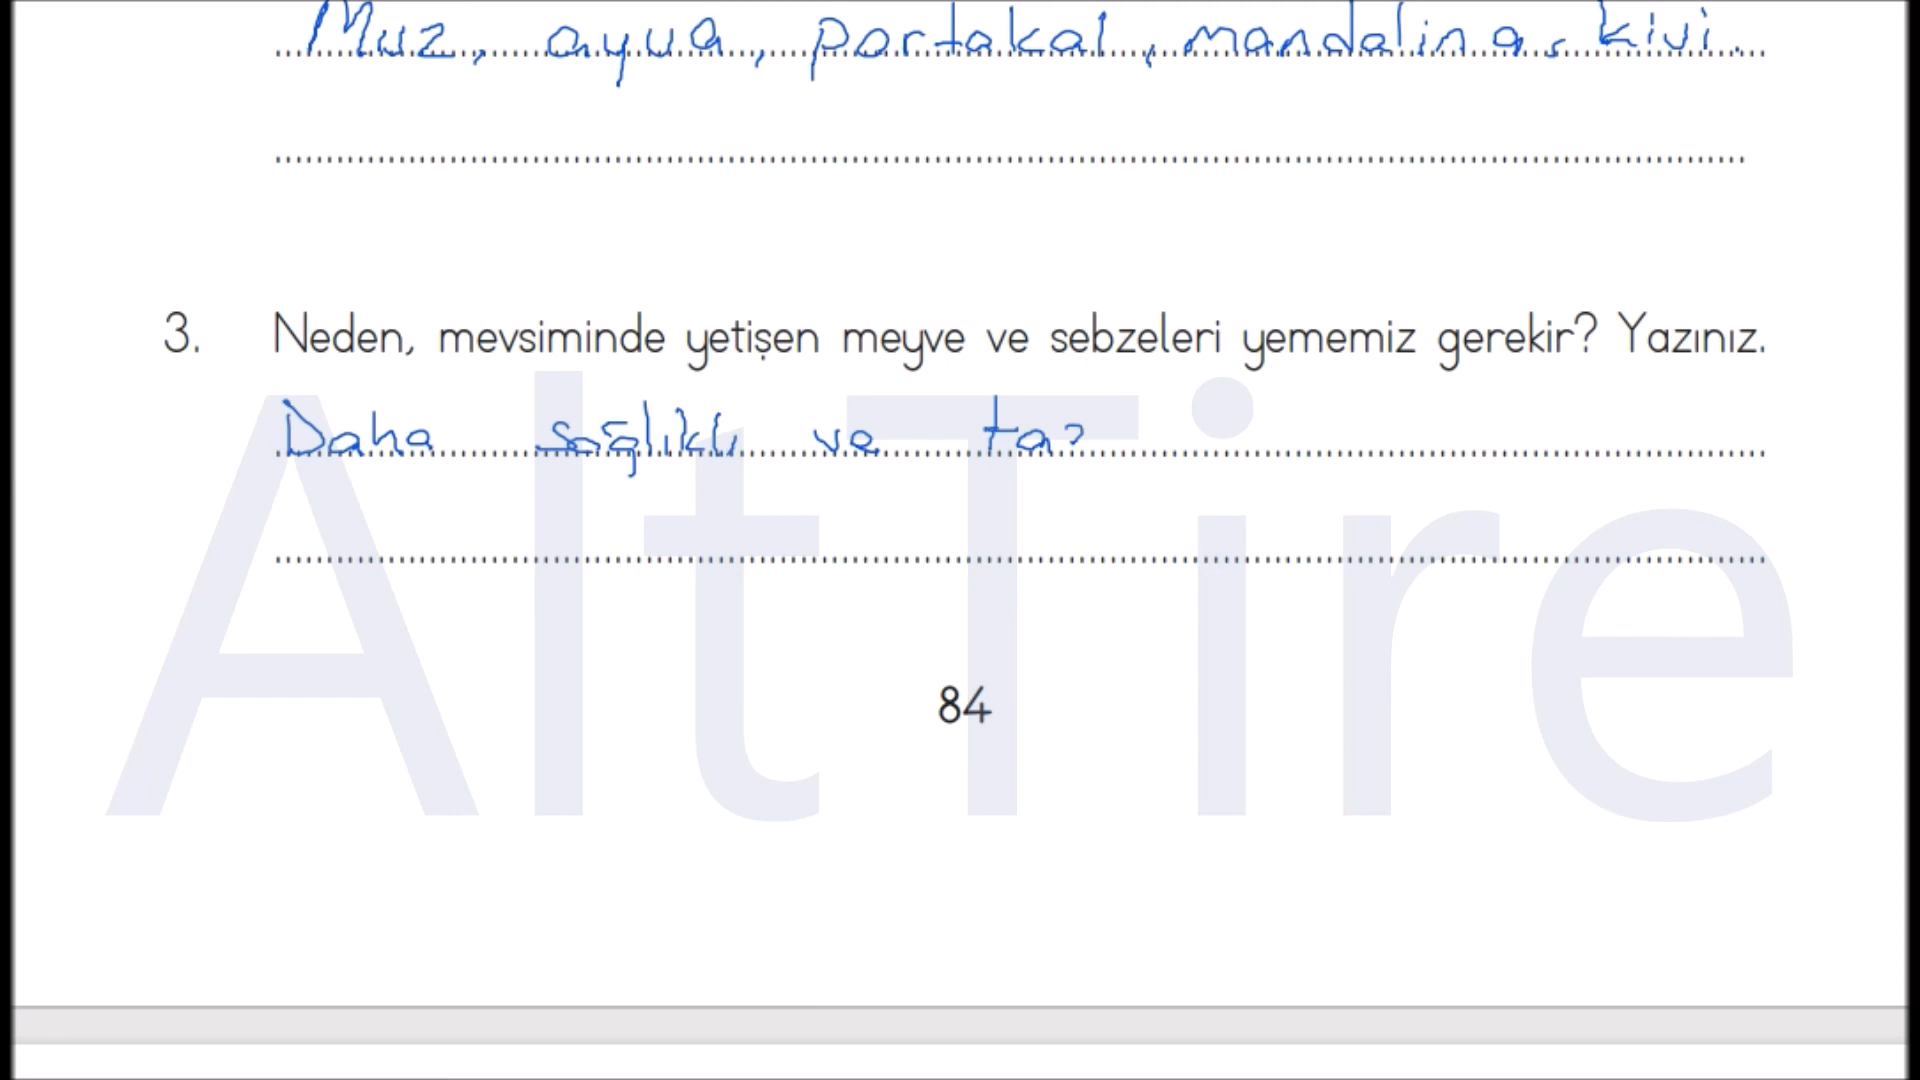 Muz, ayva, portakal, mandalina, kivi.
3. Neden, mevsiminde yetişen meyve ve sebzeleri yememiz gerekir? Yazınız.
Daha sağlıklı ve taz
84
AltTire